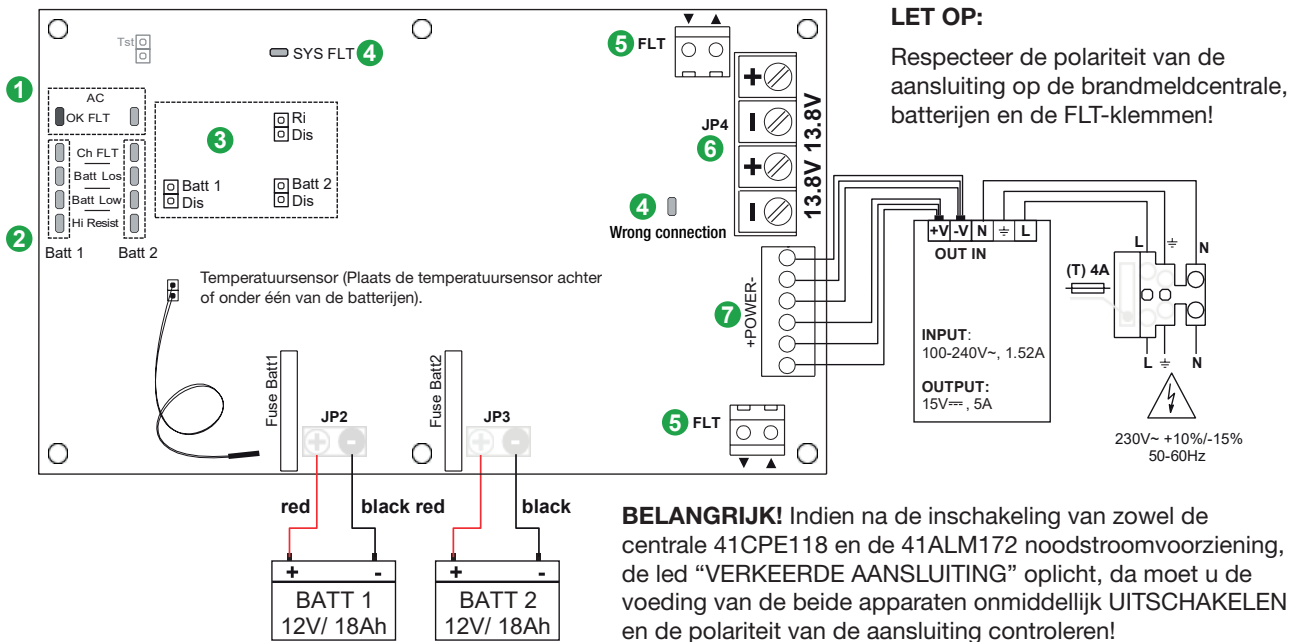 LET OP:
Respecteer de polariteit van de
aansluiting op de brandmeldcentrale,
batterijen en de FLT-klemmen!
Tst
SYS FLT 4
5 FLT
1
AC
OK FLT
Ch FLT
Batt Los
Batt Low
Hi Resist
2
Batt 1 Batt 2
3
Ri
Dis
Batt 1
Dis
Batt 2
Dis
JP4
6
+
-
+
-
13.8V 13.8V
4
Wrong connection
Temperatuursensor (Plaats de temperatuursensor achter
of onder één van de batterijen).
7
+POWER-
+V -V N ⏚ L
OUT IN
INPUT:
100-240V~, 1.52A
OUTPUT:
15V⎓, 5A
L ⏚ N
(T) 4A
L ⏚ N
230V~ +10%/-15%
50-60Hz
Fuse Batt1
JP2
+ -
Fuse Batt2
JP3
+ -
5 FLT
red black red black
+ -
BATT 1
12V/ 18Ah
+ -
BATT 2
12V/ 18Ah
BELANGRIJK! Indien na de inschakeling van zowel de
centrale 41CPE118 en de 41ALM172 noodstroomvoorziening,
de led “VERKEERDE AANSLUITING” oplicht, da moet u de
voeding van de beide apparaten onmiddellijk UITSCHAKELEN
en de polariteit van de aansluiting controleren!